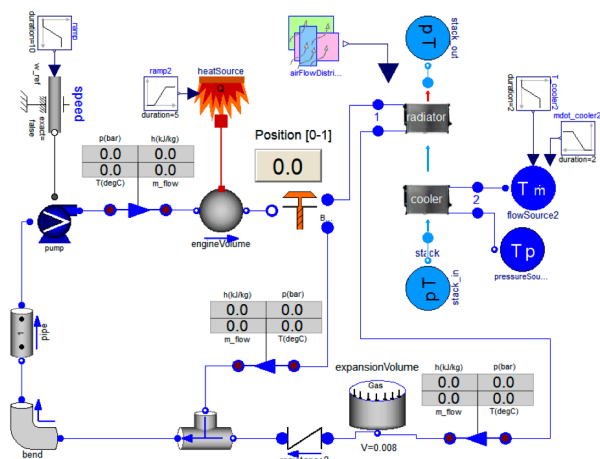 ramp
duration=10
w_ref
speed
exact=
false
ramp2
duration=5
heatSource
Q
airFlowDistri...
pT
stack_out
T_cooler2
duration=2
mdot_cooler2
duration=2
p(bar)
h(kJ/kg)
0.0
0.0
0.0
0.0
T(degC)
m_flow
Position [0-1]
0.0
1
radiator
pump
engineVolume
B...
cooler
2
T ṁ
flowSource2
stack
pT
stack_in
Tp
pressureSou...
h(kJ/kg)
p(bar)
0.0
0.0
0.0
0.0
m_flow
T(degC)
1
pipe
expansionVolume
Gas
V=0.008
h(kJ/kg)
p(bar)
0.0
0.0
0.0
0.0
m_flow
T(degC)
bend